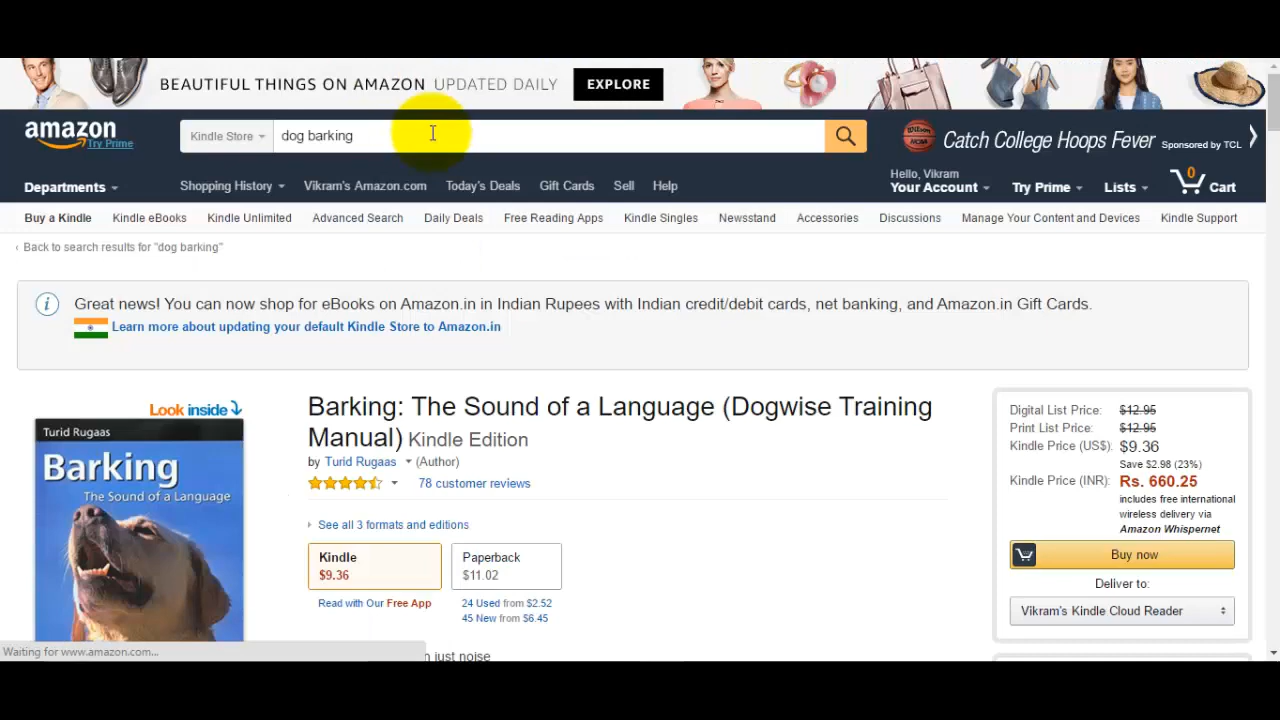 BEAUTIFUL THINGS ON AMAZON UPDATED DAILY EXPLORE
amazon
Try Prime
Kindle Store
dog barking
Wilson
Catch College Hoops Fever Sponsored by TCL
Departments
Shopping History
Vikram's Amazon.com
Today's Deals
Gift Cards
Sell
Help
Hello, Vikram
Your Account
Try Prime
Lists
0
Cart
Buy a Kindle
Kindle eBooks
Kindle Unlimited
Advanced Search
Daily Deals
Free Reading Apps
Kindle Singles
Newsstand
Accessories
Discussions
Manage Your Content and Devices
Kindle Support
‹ Back to search results for "dog barking"
i
Great news! You can now shop for eBooks on Amazon.in in Indian Rupees with Indian credit/debit cards, net banking, and Amazon.in Gift Cards.
Learn more about updating your default Kindle Store to Amazon.in
Look inside
Turid Rugaas
Barking
The Sound of a Language
Barking: The Sound of a Language (Dogwise Training
Manual) Kindle Edition
by Turid Rugaas (Author)
78 customer reviews
See all 3 formats and editions
Kindle
$9.36
Read with Our Free App
Paperback
$11.02
24 Used from $2.52
45 New from $6.45
n just noise
Digital List Price: $12.95
Print List Price: $12.95
Kindle Price (US$): $9.36
Save $2.98 (23%)
Kindle Price (INR): Rs. 660.25
includes free international
wireless delivery via
Amazon Whispernet
Buy now
Deliver to:
Vikram's Kindle Cloud Reader
Waiting for www.amazon.com...